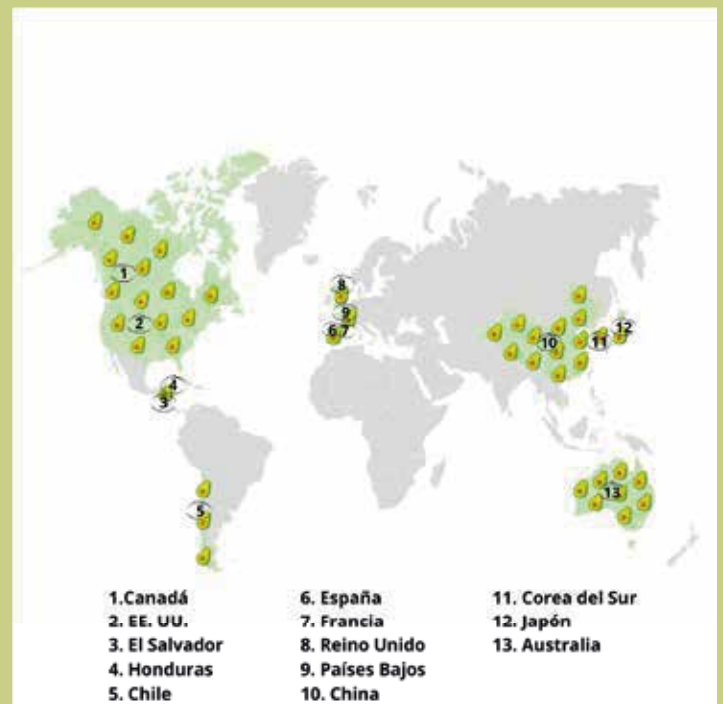 1
2
3
4
5
6
7
8
9
10
11
12
13
1.Canadá
2. EE. UU.
3. El Salvador
4. Honduras
5. Chile
6. España
7. Francia
8. Reino Unido
9. Países Bajos
10. China
11. Corea del Sur
12. Japón
13. Australia